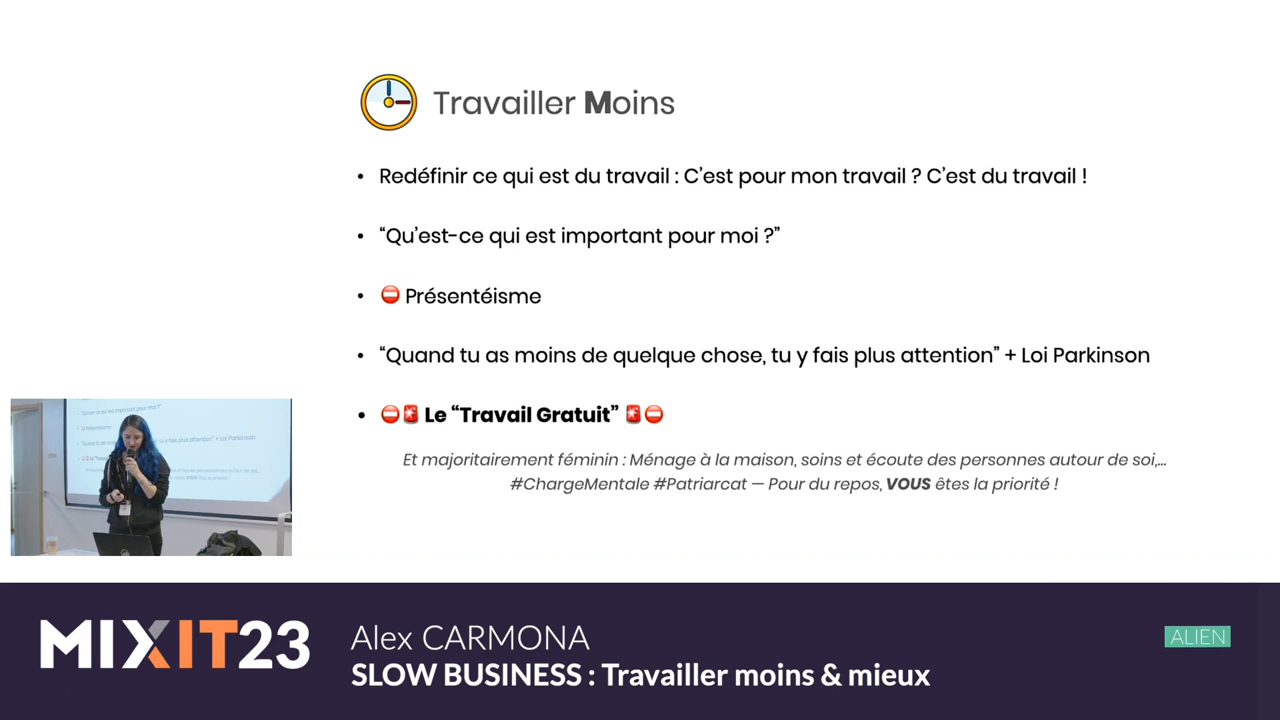 Travailler Moins
• Redéfinir ce qui est du travail : C’est pour mon travail ? C’est du travail !
• “Qu’est-ce qui est important pour moi ?”
• ⛔ Présentéisme
• “Quand tu as moins de quelque chose, tu y fais plus attention” + Loi Parkinson
• ⛔🚨 Le “Travail Gratuit” 🚨⛔
Et majoritairement féminin : Ménage à la maison, soins et écoute des personnes autour de soi,...
#ChargeMentale #Patriarcat — Pour du repos, VOUS êtes la priorité !
MIXIT23
Alex CARMONA
ALIEN
SLOW BUSINESS : Travailler moins & mieux